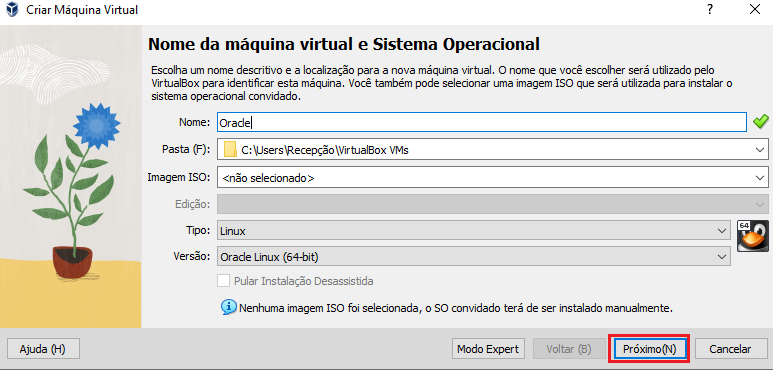 Criar Máquina Virtual
? ×
Nome da máquina virtual e Sistema Operacional
Escolha um nome descritivo e a localização para a nova máquina virtual. O nome que você escolher será utilizado pelo
VirtualBox para identificar esta máquina. Você também pode selecionar uma imagem ISO que será utilizada para instalar o
sistema operacional convidado.
Nome: Oracle
Pasta (F): C:\Users\Recepção\VirtualBox VMs
Imagem ISO: <não selecionado>
Edição:
Tipo: Linux
64
Versão: Oracle Linux (64-bit)
Pular Instalação Desassistida
Nenhuma imagem ISO foi selecionada, o SO convidado terá de ser instalado manualmente.
Ajuda (H) Modo Expert Voltar (B) Próximo(N) Cancelar